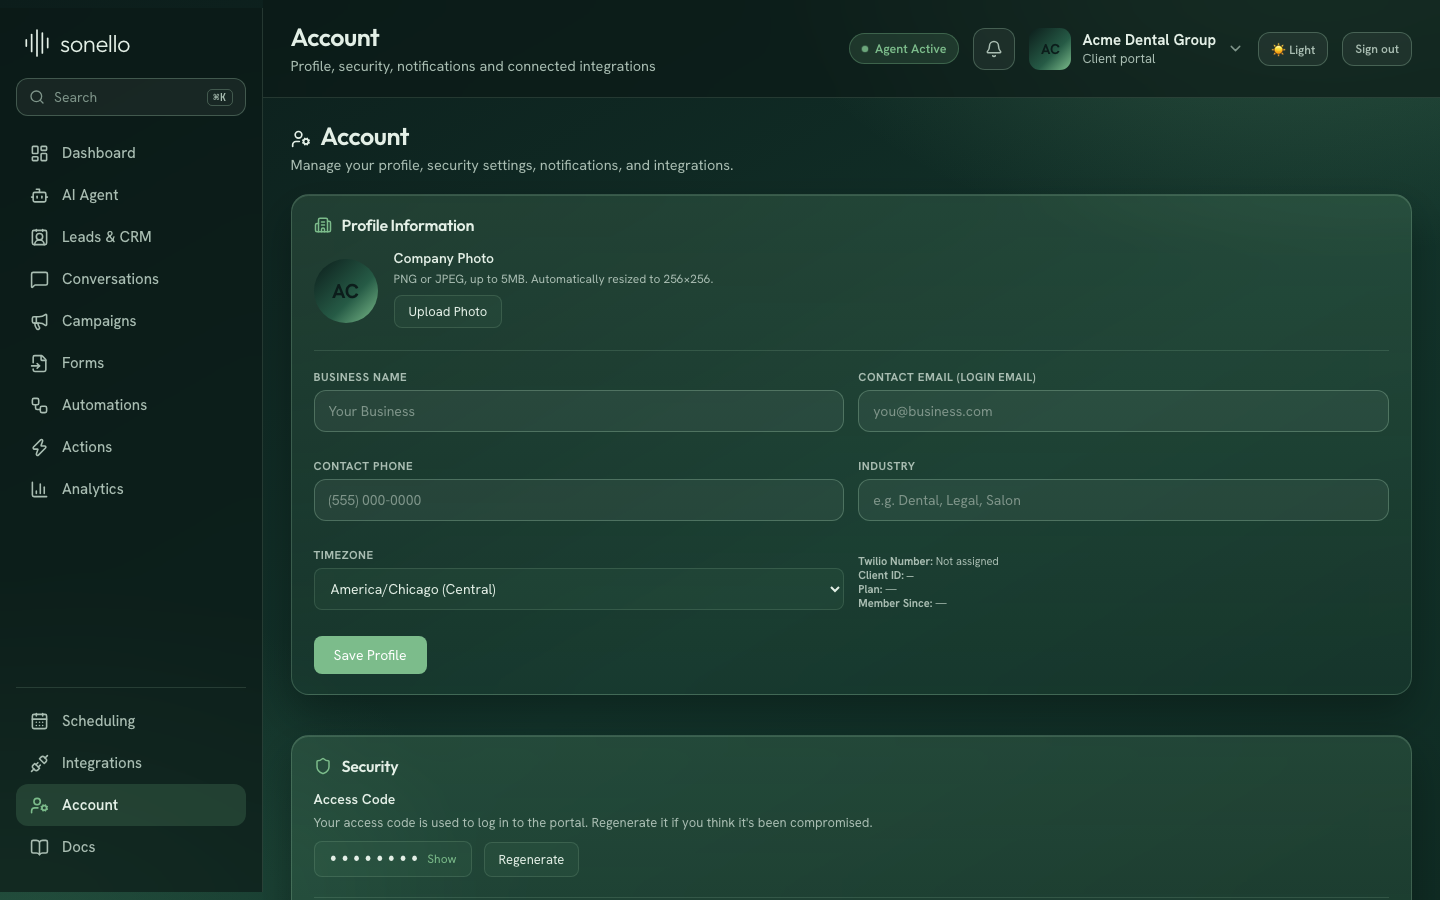 sonello
Search ⌘K
Dashboard
AI Agent
Leads & CRM
Conversations
Campaigns
Forms
Automations
Actions
Analytics
Scheduling
Integrations
Account
Docs
Account
Profile, security, notifications and connected integrations
Agent Active
AC
Acme Dental Group
Client portal
Light
Sign out
Account
Manage your profile, security settings, notifications, and integrations.
Profile Information
AC
Company Photo
PNG or JPEG, up to 5MB. Automatically resized to 256×256.
Upload Photo
BUSINESS NAME
Your Business
CONTACT EMAIL (LOGIN EMAIL)
you@business.com
CONTACT PHONE
(555) 000-0000
INDUSTRY
e.g. Dental, Legal, Salon
TIMEZONE
America/Chicago (Central)
Twilio Number: Not assigned
Client ID: –
Plan: —
Member Since: —
Save Profile
Security
Access Code
Your access code is used to log in to the portal. Regenerate it if you think it's been compromised.
•••••••• Show
Regenerate